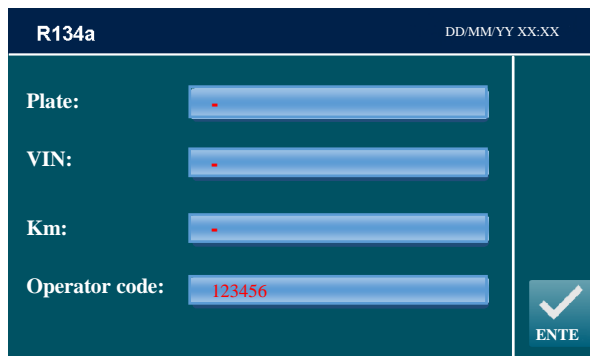 R134a
DD/MM/YY XX:XX
Plate: -
VIN: -
Km: -
Operator code: 123456
ENTE